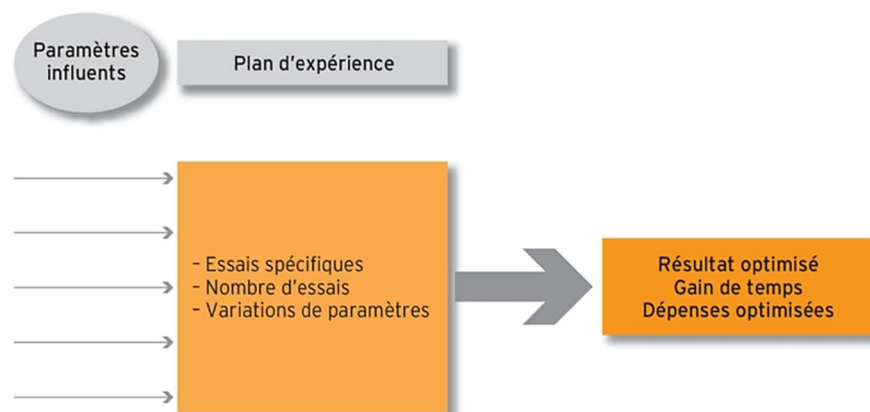 Paramètres
influents
Plan d'expérience
– Essais spécifiques
– Nombre d'essais
– Variations de paramètres
Résultat optimisé
Gain de temps
Dépenses optimisées